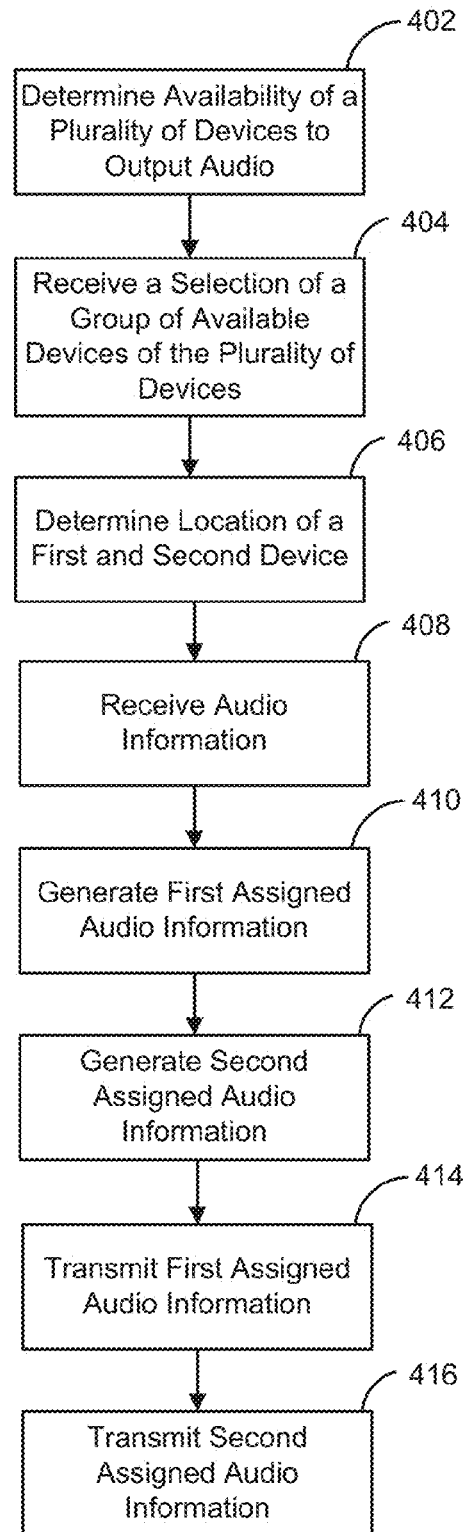 402
Determine Availability of a
Plurality of Devices to
Output Audio
404
Receive a Selection of a
Group of Available
Devices of the Plurality of
Devices
406
Determine Location of a
First and Second Device
408
Receive Audio
Information
410
Generate First Assigned
Audio Information
412
Generate Second
Assigned Audio
Information
414
Transmit First Assigned
Audio Information
416
Transmit Second
Assigned Audio
Information